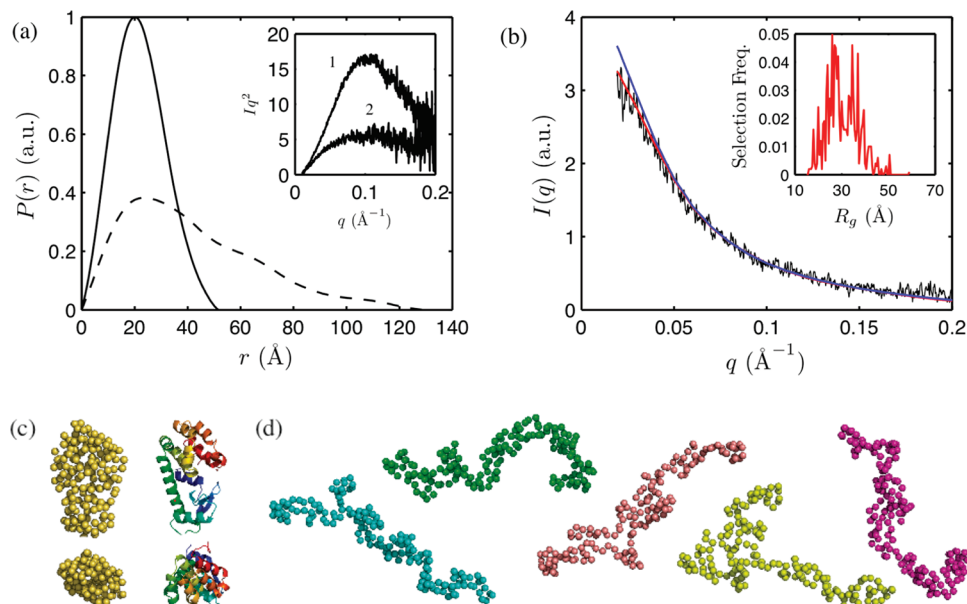 (a)
P(r) (a.u.)
1
0.8
0.6
0.4
0.2
0
0 20 40 60 80 100 120 140
r (Å)
20
15
10
5
0
0 0.1 0.2
Iq²
q (Å⁻¹)
1
2
(b)
I(q) (a.u.)
4
3
2
1
0
0 0.05 0.1 0.15 0.2
q (Å⁻¹)
Selection Freq.
0.05
0.04
0.03
0.02
0.01
10 30 50 70
R_g (Å)
(c)
(d)